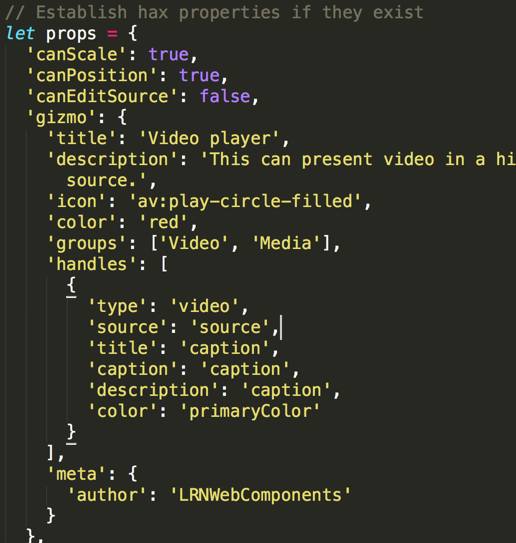 // Establish hax properties if they exist
let props = {
'canScale': true,
'canPosition': true,
'canEditSource': false,
'gizmo': {
'title': 'Video player',
'description': 'This can present video in a
source.',
'icon': 'av:play-circle-filled',
'color': 'red',
'groups': ['Video', 'Media'],
'handles': [
{
'type': 'video',
'source': 'source',
'title': 'caption',
'caption': 'caption',
'description': 'caption',
'color': 'primaryColor'
}
],
'meta': {
'author': 'LRNWebComponents'
}
},